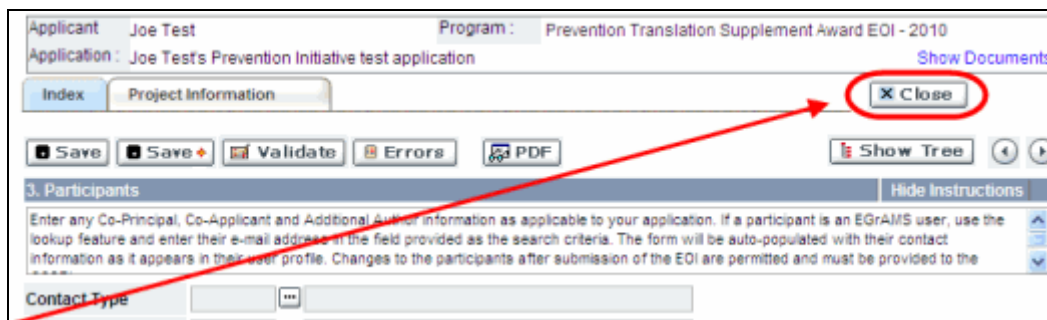 Applicant Joe Test Program : Prevention Translation Supplement Award EOI - 2010
Application : Joe Test's Prevention Initiative test application Show Documents
Index Project Information Close
Save Save Validate Errors PDF Show Tree
3. Participants Hide Instructions
Enter any Co-Principal, Co-Applicant and Additional Author information as applicable to your application. If a participant is an EGrAMS user, use the
lookup feature and enter their e-mail address in the field provided as the search criteria. The form will be auto-populated with their contact
information as it appears in their user profile. Changes to the participants after submission of the EOI are permitted and must be provided to the
Contact Type